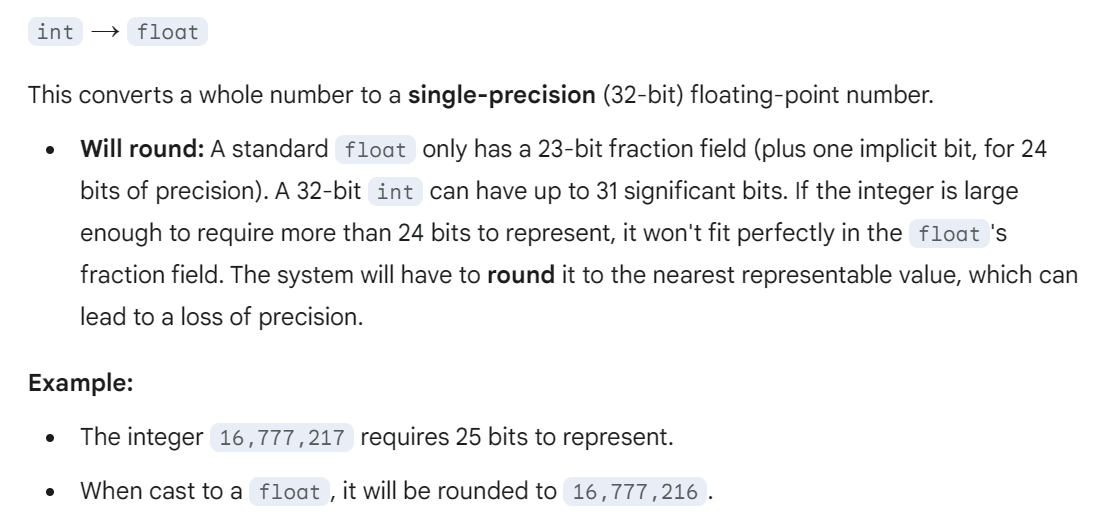 int → float
This converts a whole number to a single-precision (32-bit) floating-point number.
• Will round: A standard float only has a 23-bit fraction field (plus one implicit bit, for 24
bits of precision). A 32-bit int can have up to 31 significant bits. If the integer is large
enough to require more than 24 bits to represent, it won't fit perfectly in the float 's
fraction field. The system will have to round it to the nearest representable value, which can
lead to a loss of precision.
Example:
• The integer 16,777,217 requires 25 bits to represent.
• When cast to a float , it will be rounded to 16,777,216 .